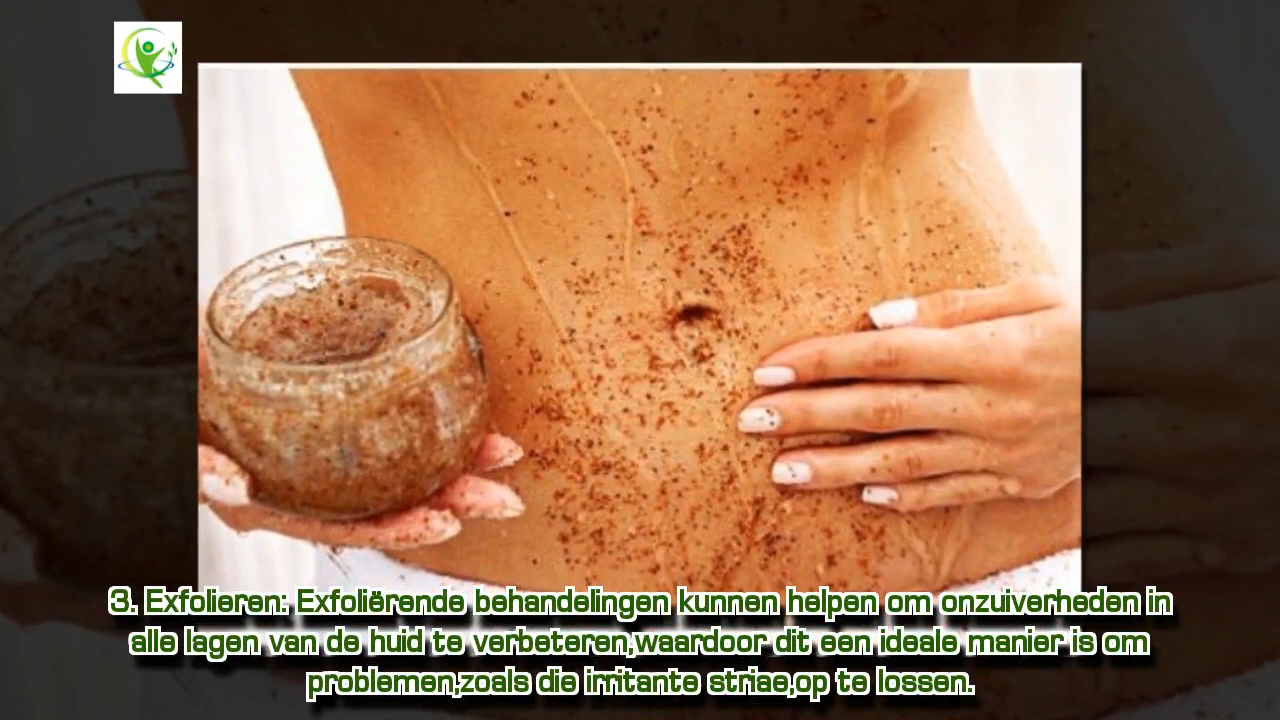 3. Exfolieren: Exfoliërende behandelingen kunnen helpen om onzuiverheden in
alle lagen van de huid te verbeteren,waardoor dit een ideale manier is om
problemen,zoals die irritante striae,op te lossen.